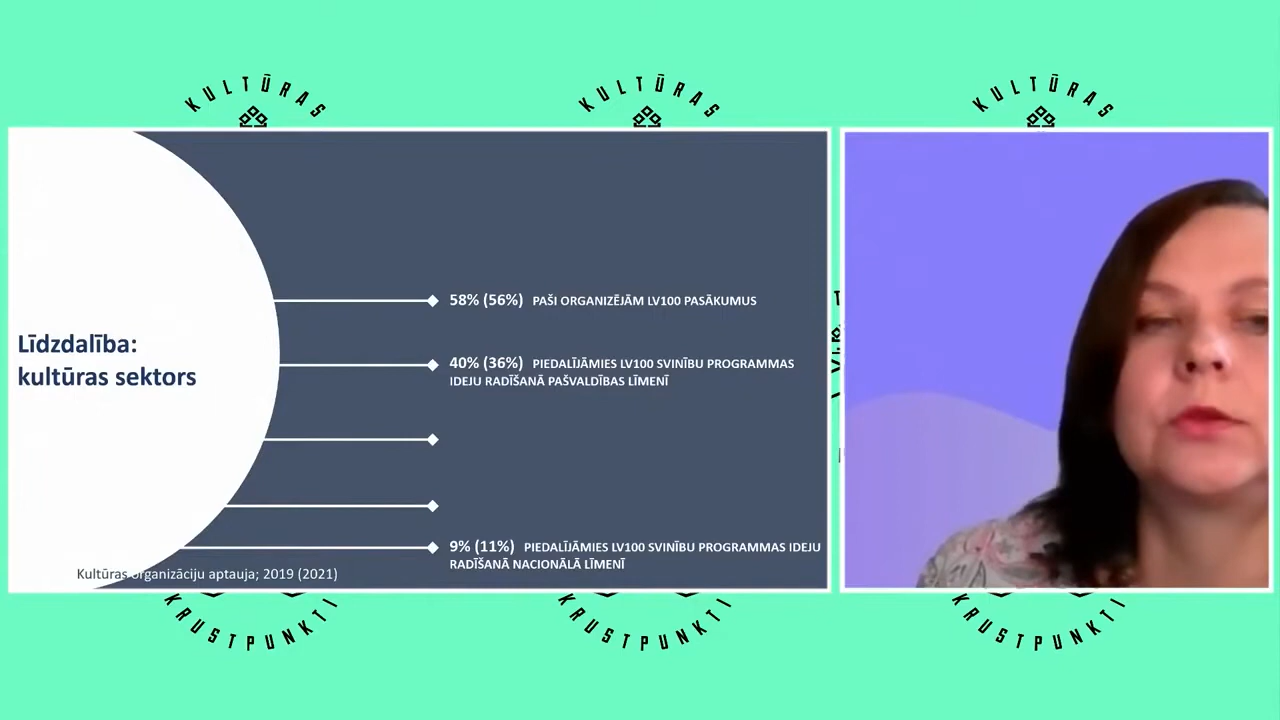 KULTŪRAS
KULTŪRAS
KULTŪRAS
58% (56%) PAŠI ORGANIZĒJĀM LV100 PASĀKUMUS
Līdzdalība:
kultūras sektors
40% (36%) PIEDALĪJĀMIES LV100 SVINĪBU PROGRAMMAS
IDEJU RADĪŠANĀ PAŠVALDĪBAS LĪMENĪ
9% (11%) PIEDALĪJĀMIES LV100 SVINĪBU PROGRAMMAS IDEJU
RADĪŠANĀ NACIONĀLĀ LĪMENĪ
Kultūras organizāciju aptauja; 2019 (2021)
KRUSTPUNKTI
KRUSTPUNKTI
KRUSTPUNKTI